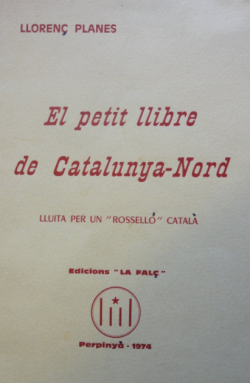 LLORENÇ PLANES
El petit llibre
de Catalunya-Nord
LLUITA PER UN "ROSSELLÓ" CATALÀ
Edicions "LA FALÇ"
Perpinyà - 1974